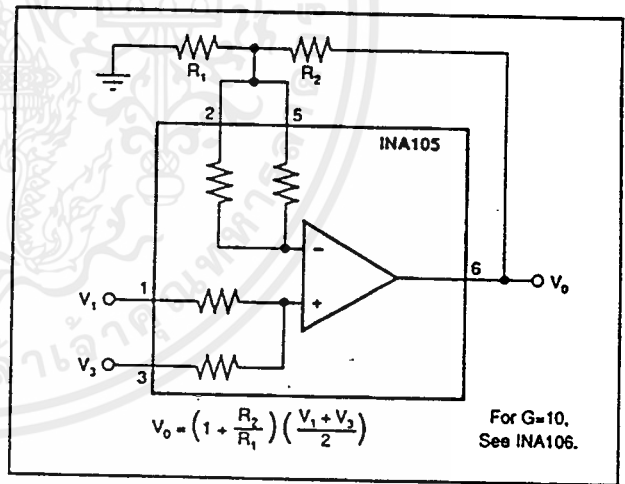 R₁ R₂
2 5
INA105
V₁ 1
V₃ 3
−
+
6 V₀
V₀ = (1 + R₂/R₁) (V₁ + V₃/2)
For G=10,
See INA106.